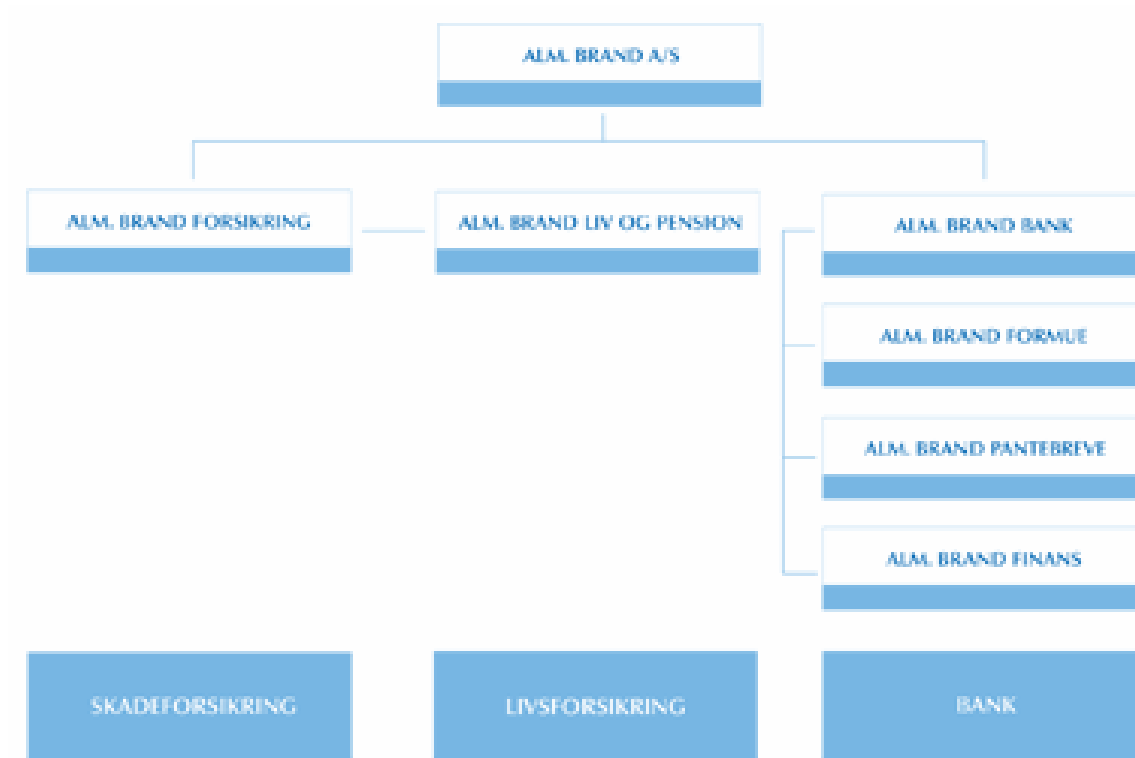 ALM. BRAND A/S
ALM. BRAND FORSIKRING
ALM. BRAND LIV OG PENSION
ALM. BRAND BANK
ALM. BRAND FORMUE
ALM. BRAND PANTEBREVE
ALM. BRAND FINANS
SKADEFORSIKRING
LIVSFORSIKRING
BANK